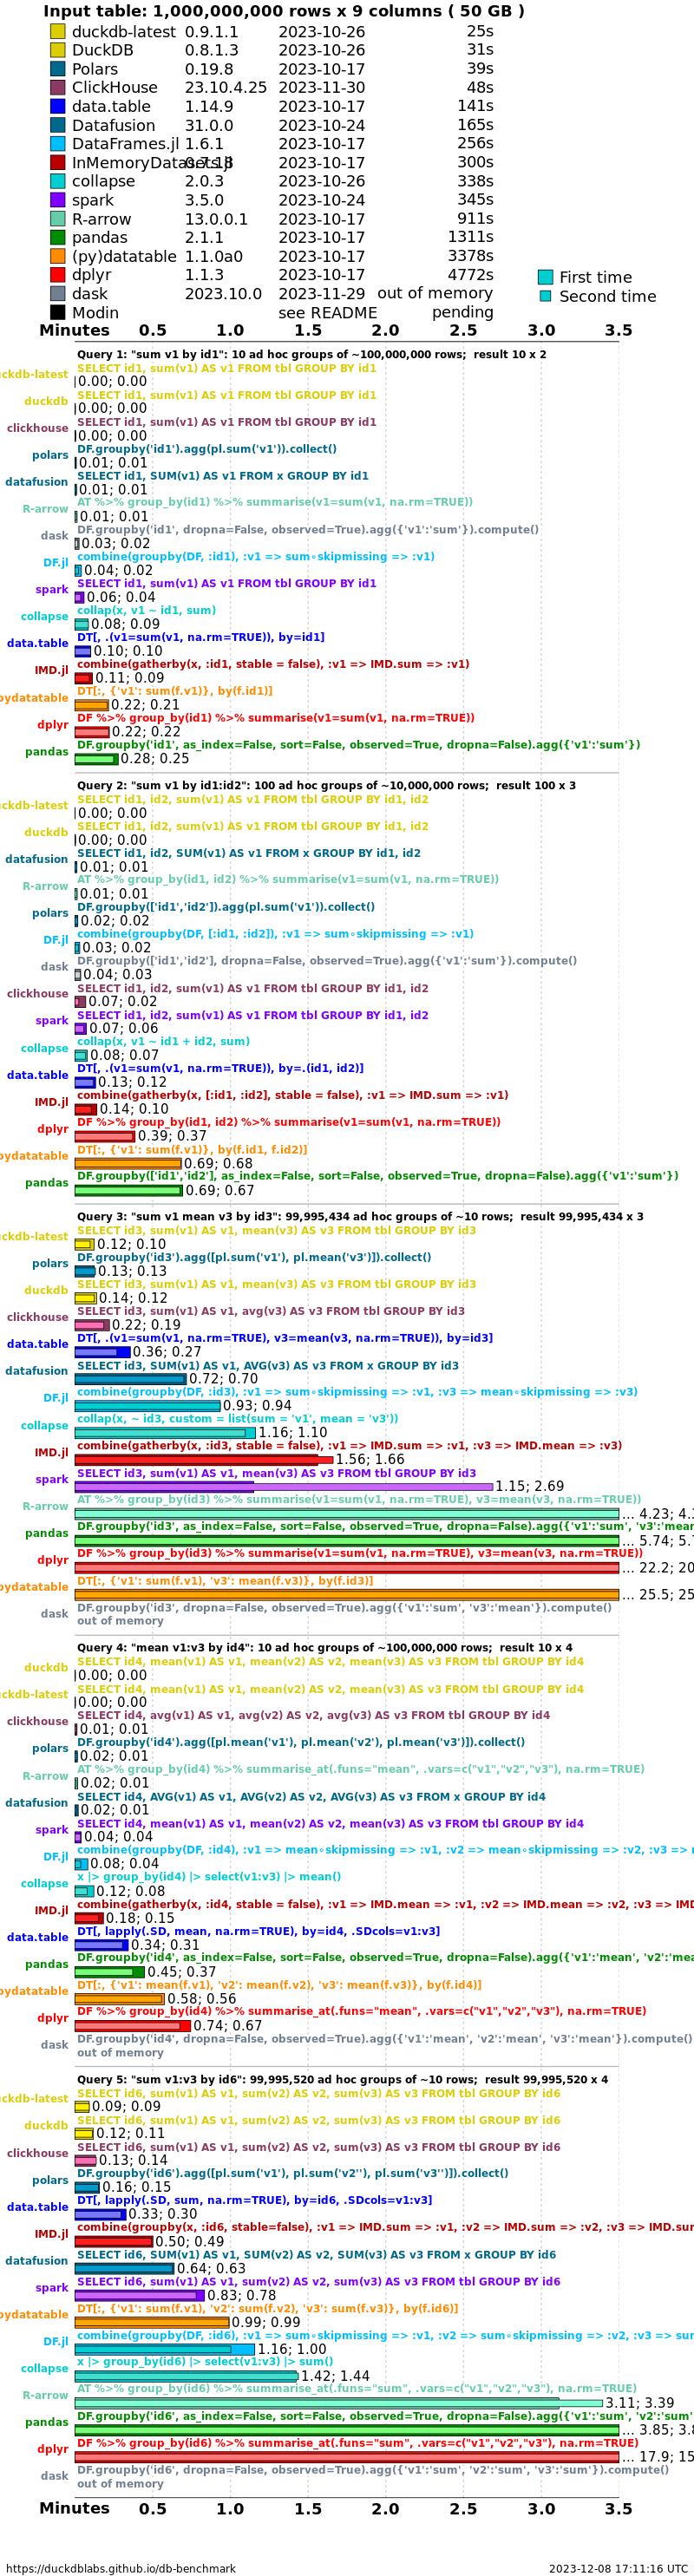 Input table: 1,000,000,000 rows x 9 columns ( 50 GB )
duckdb-latest 0.9.1.1 2023-10-26 25s
DuckDB 0.8.1.3 2023-10-26 31s
Polars 0.19.8 2023-10-17 39s
ClickHouse 23.10.4.25 2023-11-30 48s
data.table 1.14.9 2023-10-17 141s
Datafusion 31.0.0 2023-10-24 165s
DataFrames.jl 1.6.1 2023-10-17 256s
InMemoryDatasets.jl 0.7.18 2023-10-17 300s
collapse 2.0.3 2023-10-26 338s
spark 3.5.0 2023-10-24 345s
R-arrow 13.0.0.1 2023-10-17 911s
pandas 2.1.1 2023-10-17 1311s
(py)datatable 1.1.0a0 2023-10-17 3378s
dplyr 1.1.3 2023-10-17 4772s
dask 2023.10.0 2023-11-29 out of memory
Modin see README pending
First time
Second time
Minutes 0.5 1.0 1.5 2.0 2.5 3.0 3.5
Query 1: "sum v1 by id1": 10 ad hoc groups of ~100,000,000 rows; result 10 x 2
uckdb-latest SELECT id1, sum(v1) AS v1 FROM tbl GROUP BY id1
0.00; 0.00
duckdb SELECT id1, sum(v1) AS v1 FROM tbl GROUP BY id1
0.00; 0.00
clickhouse SELECT id1, sum(v1) AS v1 FROM tbl GROUP BY id1
0.00; 0.00
polars DF.groupby('id1').agg(pl.sum('v1')).collect()
0.01; 0.01
datafusion SELECT id1, SUM(v1) AS v1 FROM x GROUP BY id1
0.01; 0.01
R-arrow AT %>% group_by(id1) %>% summarise(v1=sum(v1, na.rm=TRUE))
0.01; 0.01
dask DF.groupby('id1', dropna=False, observed=True).agg({'v1':'sum'}).compute()
0.03; 0.02
DF.jl combine(groupby(DF, :id1), :v1 => sum∘skipmissing => :v1)
0.04; 0.02
spark SELECT id1, sum(v1) AS v1 FROM tbl GROUP BY id1
0.06; 0.04
collapse collap(x, v1 ~ id1, sum)
0.08; 0.09
data.table DT[, .(v1=sum(v1, na.rm=TRUE)), by=id1]
0.10; 0.10
IMD.jl combine(gatherby(x, :id1, stable = false), :v1 => IMD.sum => :v1)
0.11; 0.09
pydatatable DT[:, {'v1': sum(f.v1)}, by(f.id1)]
0.22; 0.21
dplyr DF %>% group_by(id1) %>% summarise(v1=sum(v1, na.rm=TRUE))
0.22; 0.22
pandas DF.groupby('id1', as_index=False, sort=False, observed=True, dropna=False).agg({'v1':'sum'})
0.28; 0.25
Query 2: "sum v1 by id1:id2": 100 ad hoc groups of ~10,000,000 rows; result 100 x 3
uckdb-latest SELECT id1, id2, sum(v1) AS v1 FROM tbl GROUP BY id1, id2
0.00; 0.00
duckdb SELECT id1, id2, sum(v1) AS v1 FROM tbl GROUP BY id1, id2
0.00; 0.00
datafusion SELECT id1, id2, SUM(v1) AS v1 FROM x GROUP BY id1, id2
0.01; 0.01
R-arrow AT %>% group_by(id1, id2) %>% summarise(v1=sum(v1, na.rm=TRUE))
0.01; 0.01
polars DF.groupby(['id1','id2']).agg(pl.sum('v1')).collect()
0.02; 0.02
DF.jl combine(groupby(DF, [:id1, :id2]), :v1 => sum∘skipmissing => :v1)
0.03; 0.02
dask DF.groupby(['id1','id2'], dropna=False, observed=True).agg({'v1':'sum'}).compute()
0.04; 0.03
clickhouse SELECT id1, id2, sum(v1) AS v1 FROM tbl GROUP BY id1, id2
0.07; 0.02
spark SELECT id1, id2, sum(v1) AS v1 FROM tbl GROUP BY id1, id2
0.07; 0.06
collapse collap(x, v1 ~ id1 + id2, sum)
0.08; 0.07
data.table DT[, .(v1=sum(v1, na.rm=TRUE)), by=.(id1, id2)]
0.13; 0.12
IMD.jl combine(gatherby(x, [:id1, :id2], stable = false), :v1 => IMD.sum => :v1)
0.14; 0.10
dplyr DF %>% group_by(id1, id2) %>% summarise(v1=sum(v1, na.rm=TRUE))
0.39; 0.37
pydatatable DT[:, {'v1': sum(f.v1)}, by(f.id1, f.id2)]
0.69; 0.68
pandas DF.groupby(['id1','id2'], as_index=False, sort=False, observed=True, dropna=False).agg({'v1':'sum'})
0.69; 0.67
Query 3: "sum v1 mean v3 by id3": 99,995,434 ad hoc groups of ~10 rows; result 99,995,434 x 3
uckdb-latest SELECT id3, sum(v1) AS v1, mean(v3) AS v3 FROM tbl GROUP BY id3
0.12; 0.10
polars DF.groupby('id3').agg([pl.sum('v1'), pl.mean('v3')]).collect()
0.13; 0.13
duckdb SELECT id3, sum(v1) AS v1, mean(v3) AS v3 FROM tbl GROUP BY id3
0.14; 0.12
clickhouse SELECT id3, sum(v1) AS v1, avg(v3) AS v3 FROM tbl GROUP BY id3
0.22; 0.19
data.table DT[, .(v1=sum(v1, na.rm=TRUE), v3=mean(v3, na.rm=TRUE)), by=id3]
0.36; 0.27
datafusion SELECT id3, SUM(v1) AS v1, AVG(v3) AS v3 FROM x GROUP BY id3
0.72; 0.70
DF.jl combine(groupby(DF, :id3), :v1 => sum∘skipmissing => :v1, :v3 => mean∘skipmissing => :v3)
0.93; 0.94
collapse collap(x, ~ id3, custom = list(sum = 'v1', mean = 'v3'))
1.16; 1.10
IMD.jl combine(gatherby(x, :id3, stable = false), :v1 => IMD.sum => :v1, :v3 => IMD.mean => :v3)
1.56; 1.66
spark SELECT id3, sum(v1) AS v1, mean(v3) AS v3 FROM tbl GROUP BY id3
1.15; 2.69
R-arrow AT %>% group_by(id3) %>% summarise(v1=sum(v1, na.rm=TRUE), v3=mean(v3, na.rm=TRUE))
... 4.23; 4.3
pandas DF.groupby('id3', as_index=False, sort=False, observed=True, dropna=False).agg({'v1':'sum', 'v3':'mean
... 5.74; 5.7
dplyr DF %>% group_by(id3) %>% summarise(v1=sum(v1, na.rm=TRUE), v3=mean(v3, na.rm=TRUE))
... 22.2; 20
pydatatable DT[:, {'v1': sum(f.v1), 'v3': mean(f.v3)}, by(f.id3)]
... 25.5; 25
dask DF.groupby('id3', dropna=False, observed=True).agg({'v1':'sum', 'v3':'mean'}).compute()
out of memory
Query 4: "mean v1:v3 by id4": 10 ad hoc groups of ~100,000,000 rows; result 10 x 4
duckdb SELECT id4, mean(v1) AS v1, mean(v2) AS v2, mean(v3) AS v3 FROM tbl GROUP BY id4
0.00; 0.00
uckdb-latest SELECT id4, mean(v1) AS v1, mean(v2) AS v2, mean(v3) AS v3 FROM tbl GROUP BY id4
0.00; 0.00
clickhouse SELECT id4, avg(v1) AS v1, avg(v2) AS v2, avg(v3) AS v3 FROM tbl GROUP BY id4
0.01; 0.01
polars DF.groupby('id4').agg([pl.mean('v1'), pl.mean('v2'), pl.mean('v3')]).collect()
0.02; 0.01
R-arrow AT %>% group_by(id4) %>% summarise_at(.funs="mean", .vars=c("v1","v2","v3"), na.rm=TRUE)
0.02; 0.01
datafusion SELECT id4, AVG(v1) AS v1, AVG(v2) AS v2, AVG(v3) AS v3 FROM x GROUP BY id4
0.02; 0.01
spark SELECT id4, mean(v1) AS v1, mean(v2) AS v2, mean(v3) AS v3 FROM tbl GROUP BY id4
0.04; 0.04
DF.jl combine(groupby(DF, :id4), :v1 => mean∘skipmissing => :v1, :v2 => mean∘skipmissing => :v2, :v3 => m
0.08; 0.04
collapse x |> group_by(id4) |> select(v1:v3) |> mean()
0.12; 0.08
IMD.jl combine(gatherby(x, :id4, stable = false), :v1 => IMD.mean => :v1, :v2 => IMD.mean => :v2, :v3 => IMD
0.18; 0.15
data.table DT[, lapply(.SD, mean, na.rm=TRUE), by=id4, .SDcols=v1:v3]
0.34; 0.31
pandas DF.groupby('id4', as_index=False, sort=False, observed=True, dropna=False).agg({'v1':'mean', 'v2':'mea
0.45; 0.37
pydatatable DT[:, {'v1': mean(f.v1), 'v2': mean(f.v2), 'v3': mean(f.v3)}, by(f.id4)]
0.58; 0.56
dplyr DF %>% group_by(id4) %>% summarise_at(.funs="mean", .vars=c("v1","v2","v3"), na.rm=TRUE)
0.74; 0.67
dask DF.groupby('id4', dropna=False, observed=True).agg({'v1':'mean', 'v2':'mean', 'v3':'mean'}).compute()
out of memory
Query 5: "sum v1:v3 by id6": 99,995,520 ad hoc groups of ~10 rows; result 99,995,520 x 4
uckdb-latest SELECT id6, sum(v1) AS v1, sum(v2) AS v2, sum(v3) AS v3 FROM tbl GROUP BY id6
0.09; 0.09
duckdb SELECT id6, sum(v1) AS v1, sum(v2) AS v2, sum(v3) AS v3 FROM tbl GROUP BY id6
0.12; 0.11
clickhouse SELECT id6, sum(v1) AS v1, sum(v2) AS v2, sum(v3) AS v3 FROM tbl GROUP BY id6
0.13; 0.14
polars DF.groupby('id6').agg([pl.sum('v1'), pl.sum('v2''), pl.sum('v3'')]).collect()
0.16; 0.15
data.table DT[, lapply(.SD, sum, na.rm=TRUE), by=id6, .SDcols=v1:v3]
0.33; 0.30
IMD.jl combine(groupby(x, :id6, stable=false), :v1 => IMD.sum => :v1, :v2 => IMD.sum => :v2, :v3 => IMD.sum
0.50; 0.49
datafusion SELECT id6, SUM(v1) AS v1, SUM(v2) AS v2, SUM(v3) AS v3 FROM x GROUP BY id6
0.64; 0.63
spark SELECT id6, sum(v1) AS v1, sum(v2) AS v2, sum(v3) AS v3 FROM tbl GROUP BY id6
0.83; 0.78
pydatatable DT[:, {'v1': sum(f.v1), 'v2': sum(f.v2), 'v3': sum(f.v3)}, by(f.id6)]
0.99; 0.99
DF.jl combine(groupby(DF, :id6), :v1 => sum∘skipmissing => :v1, :v2 => sum∘skipmissing => :v2, :v3 => sum
1.16; 1.00
collapse x |> group_by(id6) |> select(v1:v3) |> sum()
1.42; 1.44
R-arrow AT %>% group_by(id6) %>% summarise_at(.funs="sum", .vars=c("v1","v2","v3"), na.rm=TRUE)
3.11; 3.39
pandas DF.groupby('id6', as_index=False, sort=False, observed=True, dropna=False).agg({'v1':'sum', 'v2':'sum'
... 3.85; 3.8
dplyr DF %>% group_by(id6) %>% summarise_at(.funs="sum", .vars=c("v1","v2","v3"), na.rm=TRUE)
... 17.9; 15
dask DF.groupby('id6', dropna=False, observed=True).agg({'v1':'sum', 'v2':'sum', 'v3':'sum'}).compute()
out of memory
Minutes 0.5 1.0 1.5 2.0 2.5 3.0 3.5
https://duckdblabs.github.io/db-benchmark 2023-12-08 17:11:16 UTC